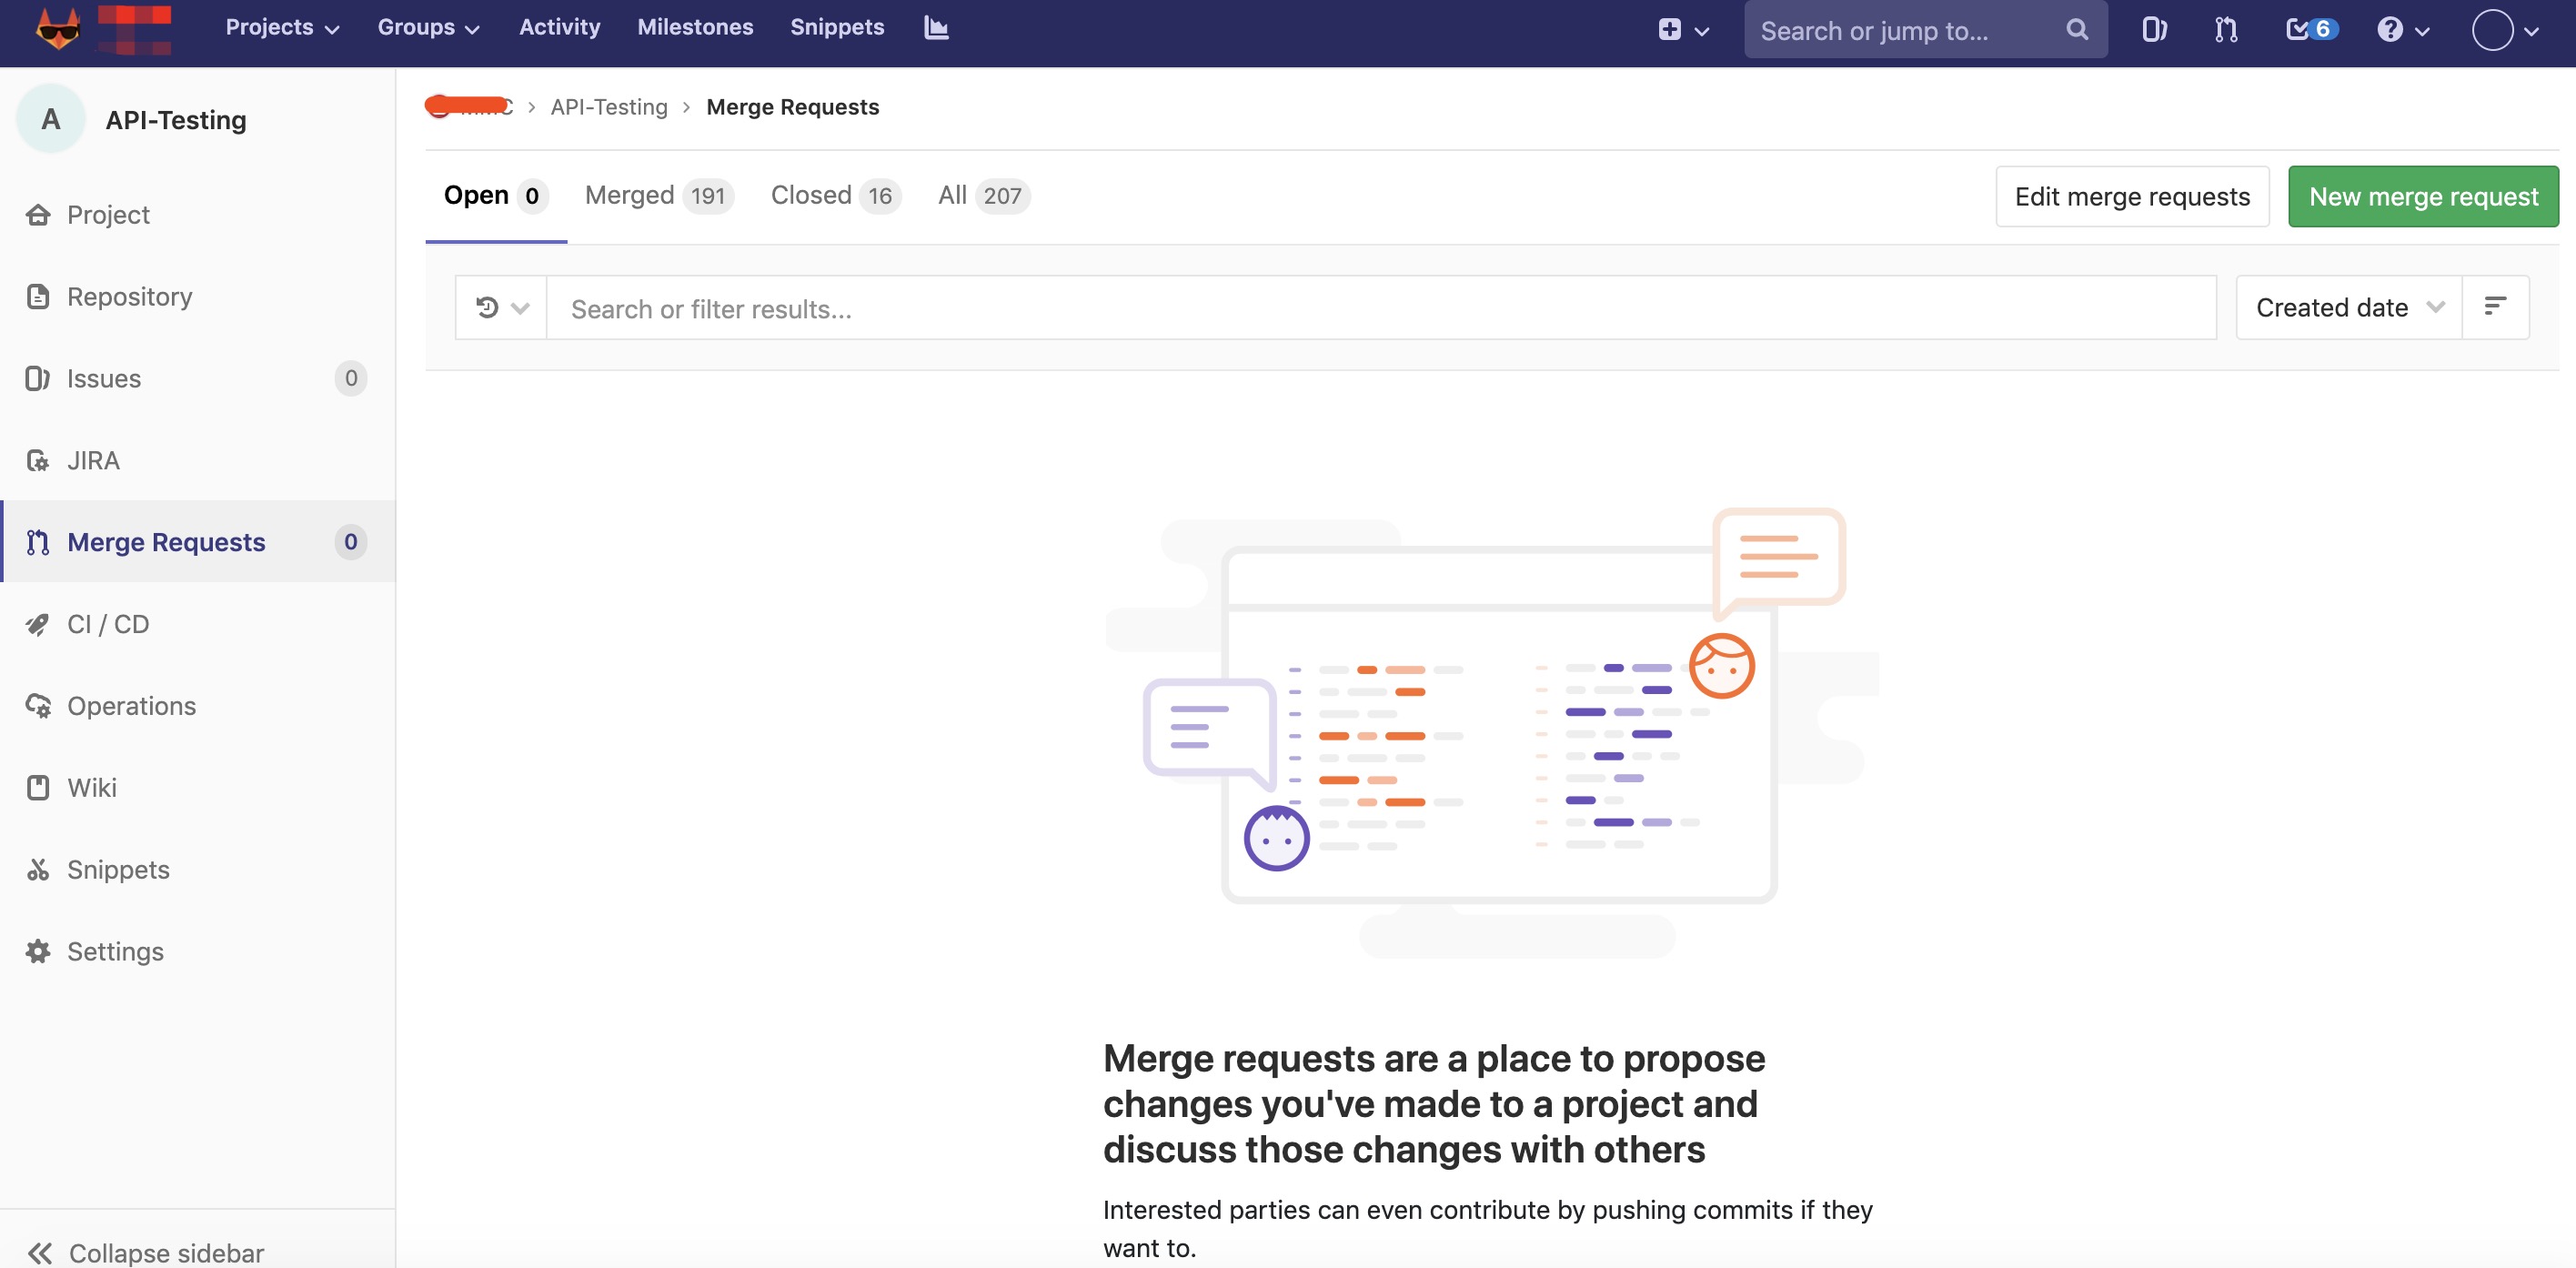 Projects Groups Activity Milestones Snippets Search or jump to... 6
A API-Testing
Project
Repository
Issues 0
JIRA
Merge Requests 0
CI / CD
Operations
Wiki
Snippets
Settings
Collapse sidebar
› API-Testing › Merge Requests
Open 0 Merged 191 Closed 16 All 207 Edit merge requests New merge request
Search or filter results... Created date
Merge requests are a place to propose
changes you've made to a project and
discuss those changes with others
Interested parties can even contribute by pushing commits if they
want to.